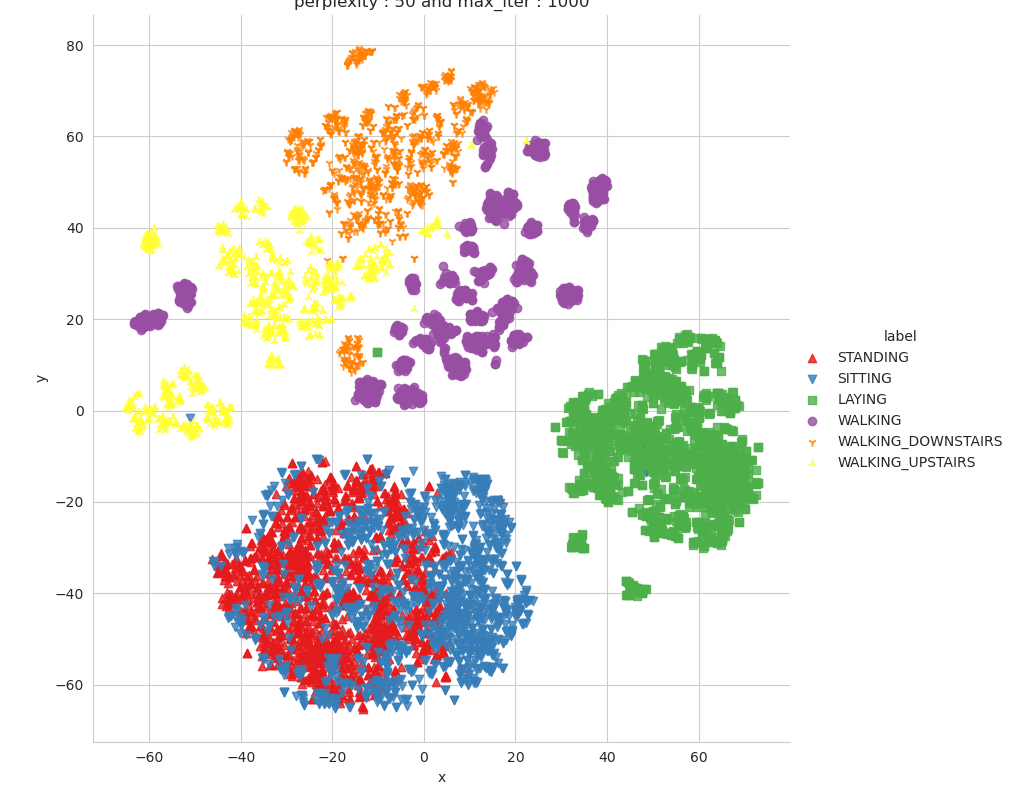 perplexity : 50 and max_iter : 1000
80
60
40
20
0
−20
−40
−60
y
−60 −40 −20 0 20 40 60
x
label
STANDING
SITTING
LAYING
WALKING
WALKING_DOWNSTAIRS
WALKING_UPSTAIRS